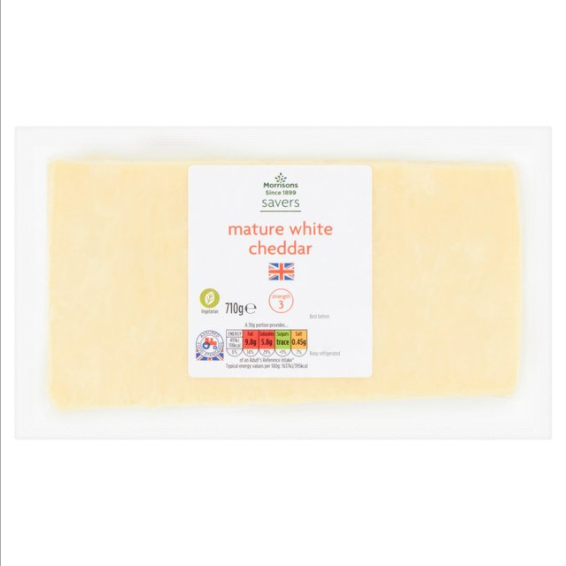 Morrisons
Since 1899
savers
mature white
cheddar
Vegetarian
710g℮
strength
3
Best before
A 30g portion provides...
ENERGY Fat Saturates Sugars Salt
9.8g 5.8g trace 0.45g
Keep refrigerated
of an Adult's Reference Intake*
Typical energy values per 100g: